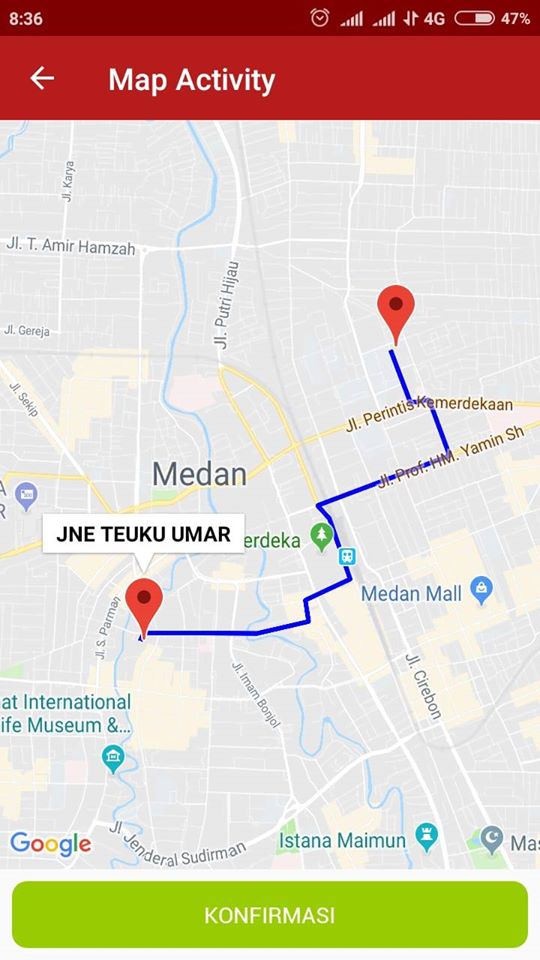 8:36
4G
47%
Map Activity
Jl. Karya
Jl. T. Amir Hamzah
Jl. Putri Hijau
Jl. Gereja
Jl. Sekip
Jl. Perintis Kemerdekaan
Jl. Prof. HM. Yamin Sh
Medan
A
R
JNE TEUKU UMAR
erdeka
Medan Mall
Jl. S. Parman
Jl. Cirebon
Jl. Imam Bonjol
at International
ife Museum &...
Istana Maimun
Mas
Jl. Jenderal Sudirman
Google
KONFIRMASI